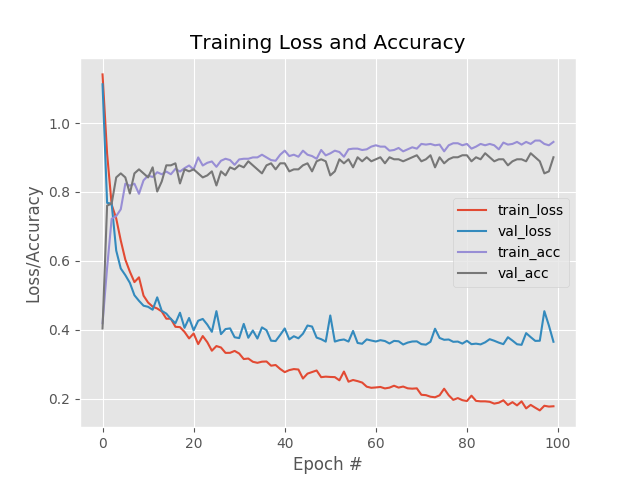 Training Loss and Accuracy
1.0
0.8
0.6
0.4
0.2
Loss/Accuracy
train_loss
val_loss
train_acc
val_acc
0 20 40 60 80 100
Epoch #